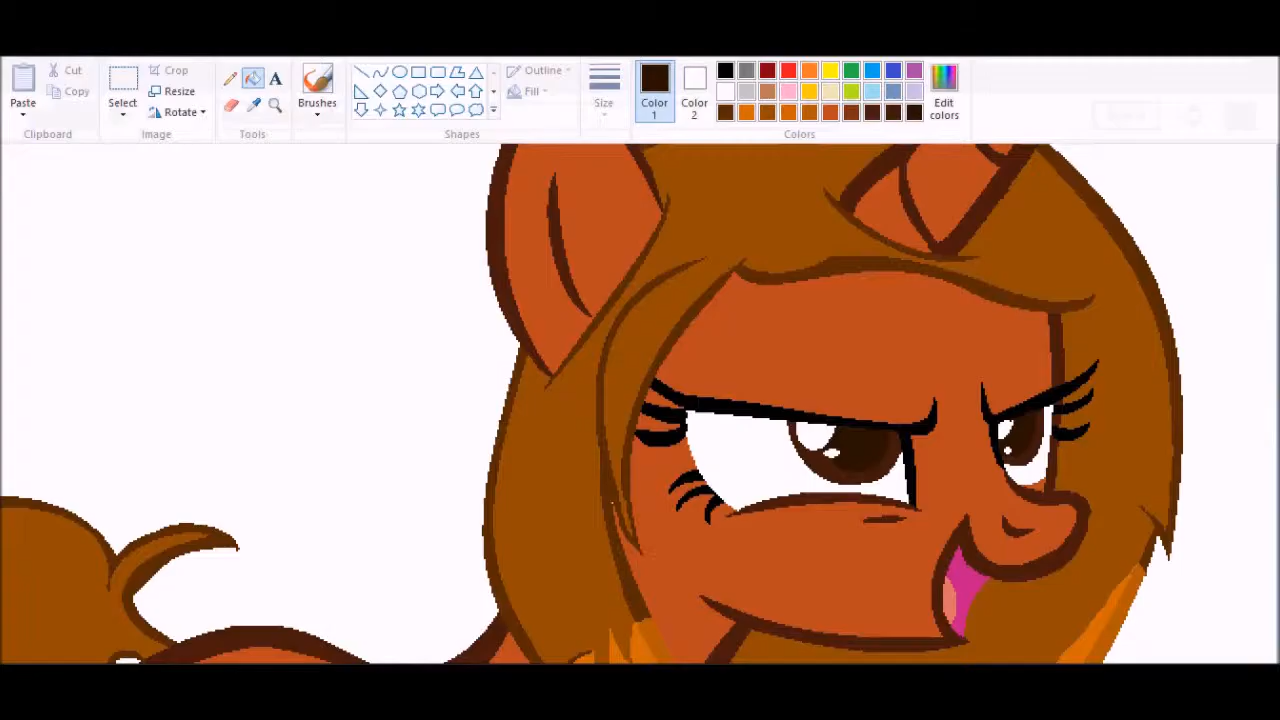 Cut
Copy
Paste
Clipboard
Crop
Resize
Rotate
Select
Image
A
Tools
Brushes
Outline
Fill
Shapes
Size
Color
1
Color
2
Edit
colors
Colors